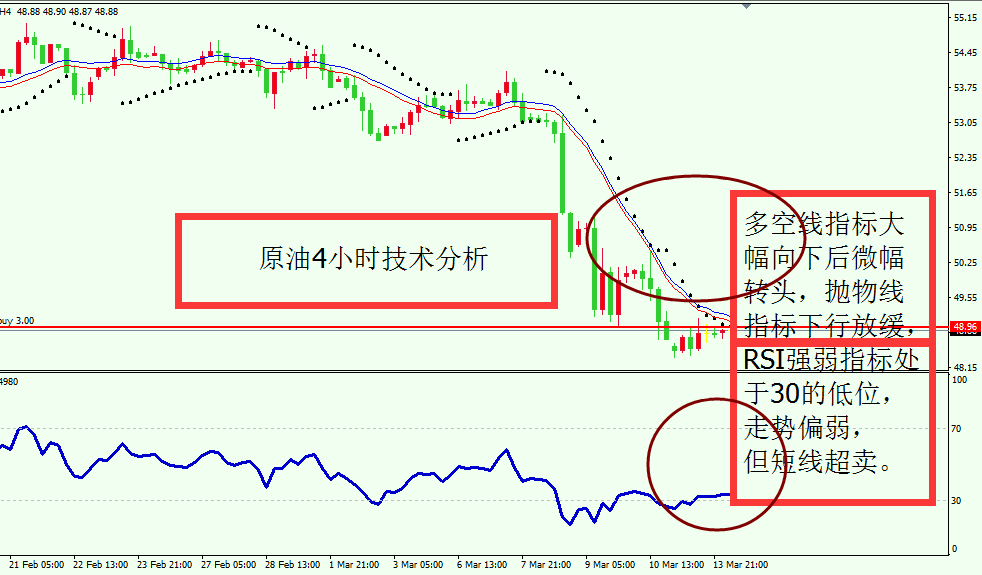 H4 48.88 48.90 48.87 48.88
55.15
54.45
53.75
53.05
52.35
51.65
50.95
50.25
49.55
48.96
48.15
原油4小时技术分析
多空线指标大
幅向下后微幅
转头，抛物线
指标下行放缓，
RSI强弱指标处
于30的低位，
走势偏弱，
但短线超卖。
buy 3.00
4980
100
70
30
0
21 Feb 05:00
22 Feb 13:00
23 Feb 21:00
27 Feb 05:00
28 Feb 13:00
1 Mar 21:00
3 Mar 05:00
6 Mar 13:00
7 Mar 21:00
9 Mar 05:00
10 Mar 13:00
13 Mar 21:00